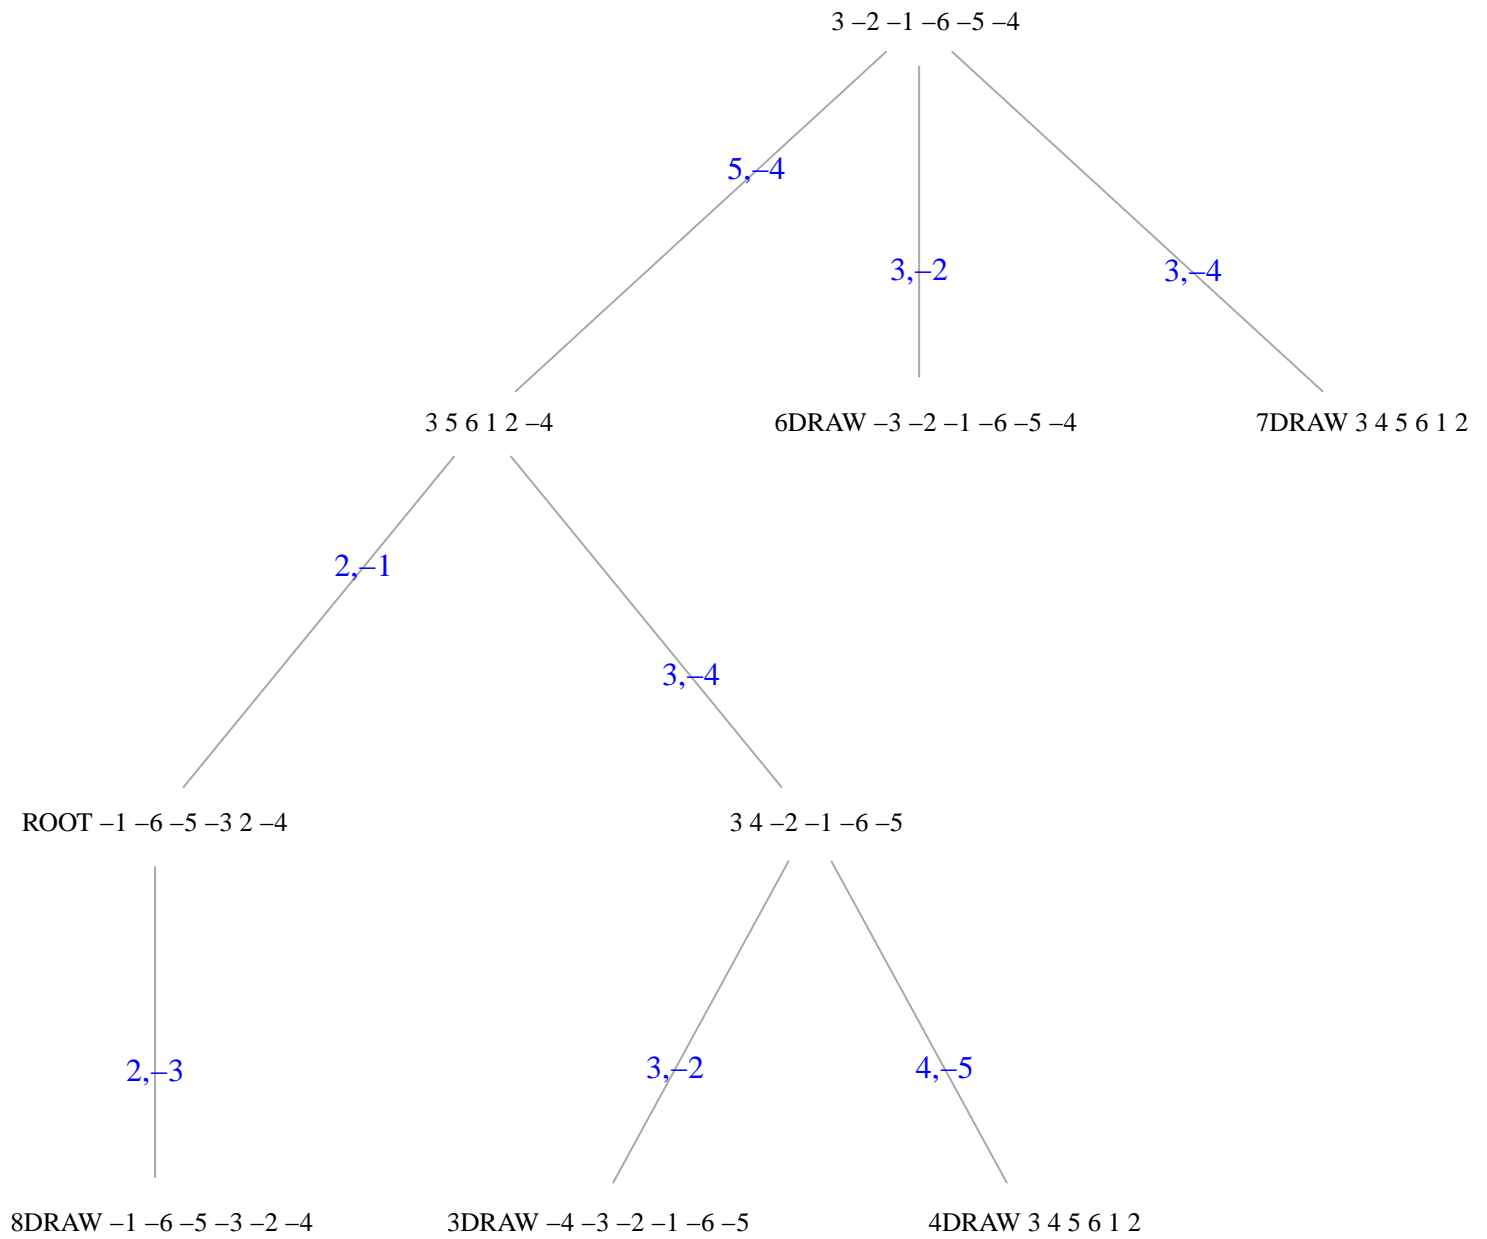 3 –2 –1 –6 –5 –4
5,–4
3,–2
3,–4
3 5 6 1 2 –4
6DRAW –3 –2 –1 –6 –5 –4
7DRAW 3 4 5 6 1 2
2,–1
3,–4
ROOT –1 –6 –5 –3 2 –4
3 4 –2 –1 –6 –5
2,–3
3,–2
4,–5
8DRAW –1 –6 –5 –3 –2 –4
3DRAW –4 –3 –2 –1 –6 –5
4DRAW 3 4 5 6 1 2